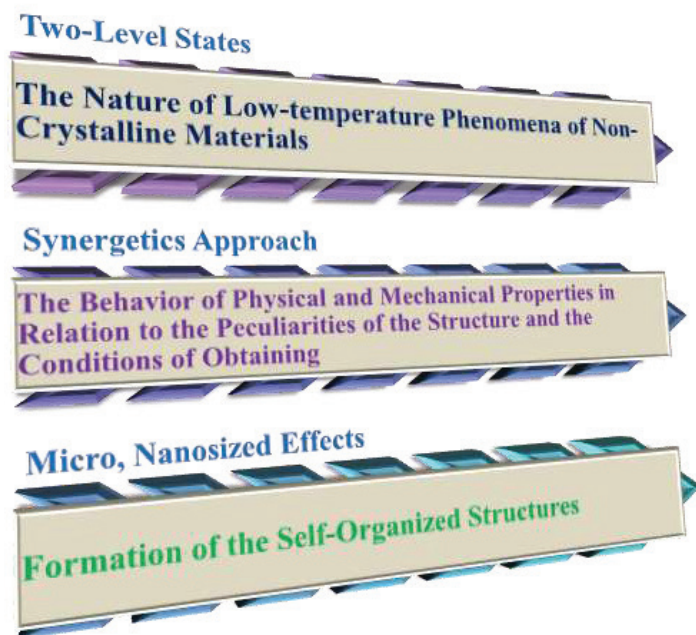 Two-Level States
The Nature of Low-temperature Phenomena of Non-
Crystalline Materials
Synergetics Approach
The Behavior of Physical and Mechanical Properties in
Relation to the Peculiarities of the Structure and the
Conditions of Obtaining
Micro, Nanosized Effects
Formation of the Self-Organized Structures